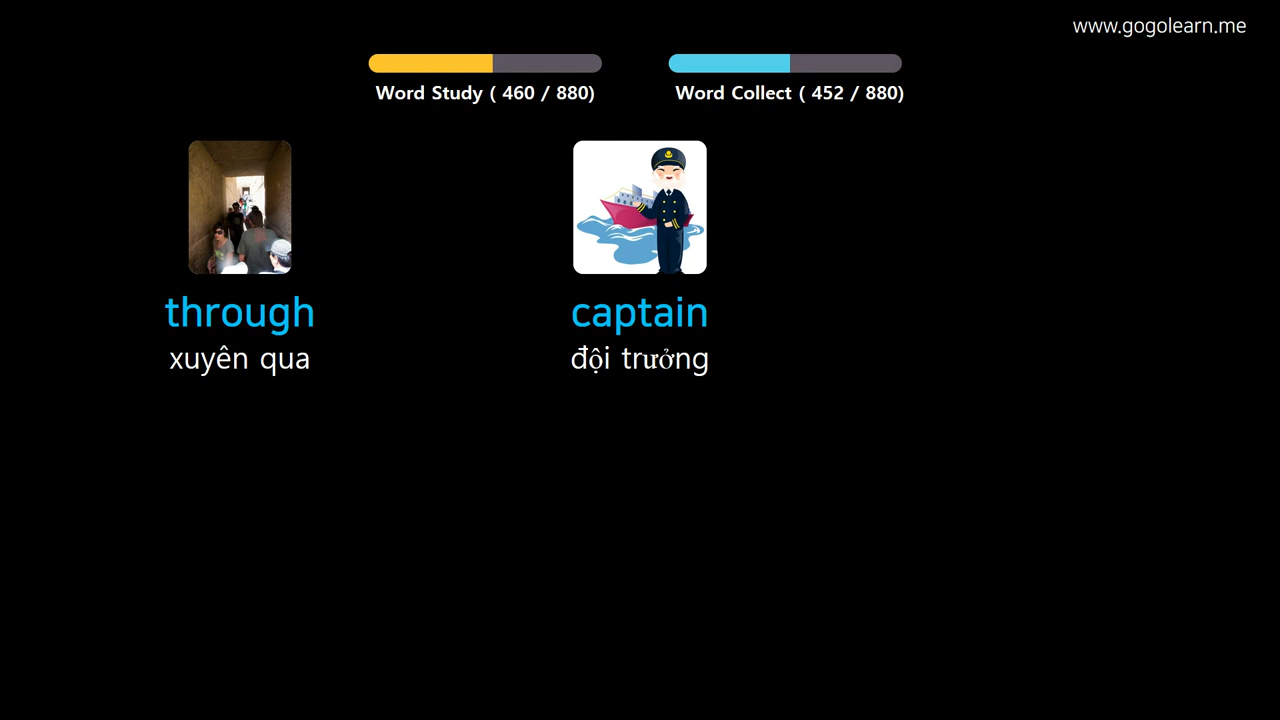 www.gogolearn.me
Word Study ( 460 / 880)
Word Collect ( 452 / 880)
through
xuyên qua
captain
đội trưởng